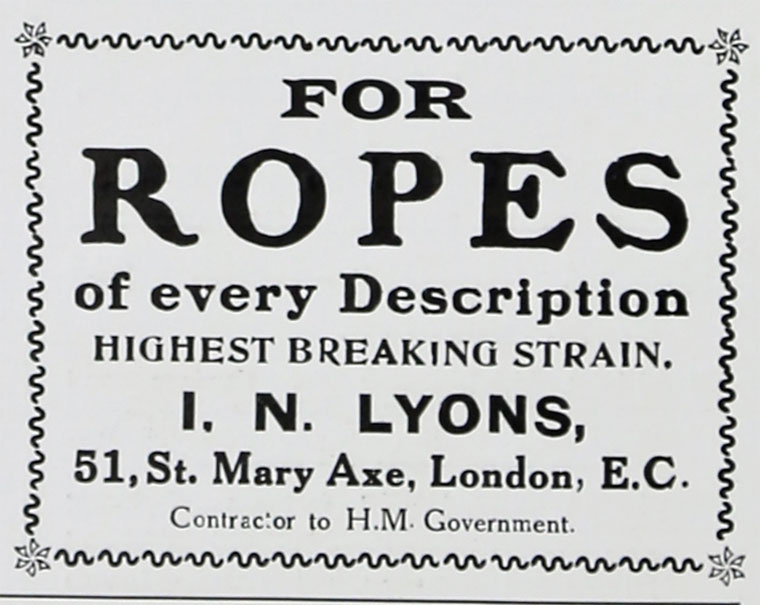 FOR
ROPES
of every Description
HIGHEST BREAKING STRAIN.
I. N. LYONS,
51, St. Mary Axe, London, E.C.
Contractor to H.M. Government.